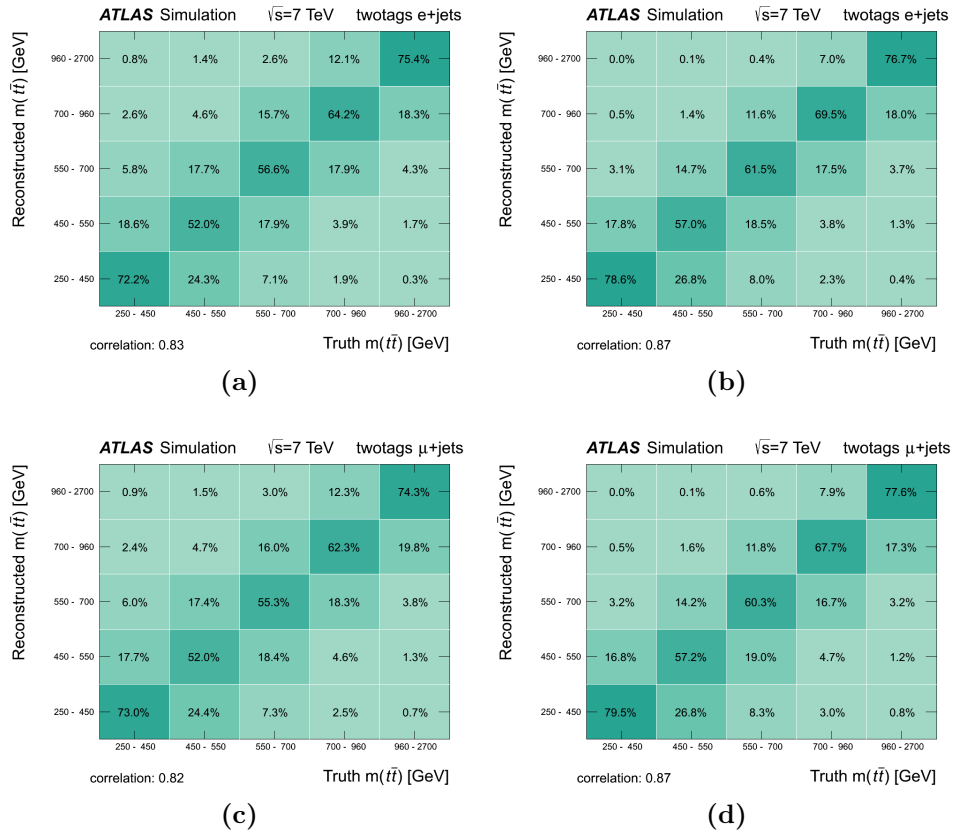 ATLAS Simulation √s=7 TeV twotags e+jets
Reconstructed m(tt̄) [GeV]
960 - 2700 0.8% 1.4% 2.6% 12.1% 75.4%
700 - 960 2.6% 4.6% 15.7% 64.2% 18.3%
550 - 700 5.8% 17.7% 56.6% 17.9% 4.3%
450 - 550 18.6% 52.0% 17.9% 3.9% 1.7%
250 - 450 72.2% 24.3% 7.1% 1.9% 0.3%
250 - 450 450 - 550 550 - 700 700 - 960 960 - 2700
correlation: 0.83 Truth m(tt̄) [GeV]
(a)
ATLAS Simulation √s=7 TeV twotags e+jets
Reconstructed m(tt̄) [GeV]
960 - 2700 0.0% 0.1% 0.4% 7.0% 76.7%
700 - 960 0.5% 1.4% 11.6% 69.5% 18.0%
550 - 700 3.1% 14.7% 61.5% 17.5% 3.7%
450 - 550 17.8% 57.0% 18.5% 3.8% 1.3%
250 - 450 78.6% 26.8% 8.0% 2.3% 0.4%
250 - 450 450 - 550 550 - 700 700 - 960 960 - 2700
correlation: 0.87 Truth m(tt̄) [GeV]
(b)
ATLAS Simulation √s=7 TeV twotags μ+jets
Reconstructed m(tt̄) [GeV]
960 - 2700 0.9% 1.5% 3.0% 12.3% 74.3%
700 - 960 2.4% 4.7% 16.0% 62.3% 19.8%
550 - 700 6.0% 17.4% 55.3% 18.3% 3.8%
450 - 550 17.7% 52.0% 18.4% 4.6% 1.3%
250 - 450 73.0% 24.4% 7.3% 2.5% 0.7%
250 - 450 450 - 550 550 - 700 700 - 960 960 - 2700
correlation: 0.82 Truth m(tt̄) [GeV]
(c)
ATLAS Simulation √s=7 TeV twotags μ+jets
Reconstructed m(tt̄) [GeV]
960 - 2700 0.0% 0.1% 0.6% 7.9% 77.6%
700 - 960 0.5% 1.6% 11.8% 67.7% 17.3%
550 - 700 3.2% 14.2% 60.3% 16.7% 3.2%
450 - 550 16.8% 57.2% 19.0% 4.7% 1.2%
250 - 450 79.5% 26.8% 8.3% 3.0% 0.8%
250 - 450 450 - 550 550 - 700 700 - 960 960 - 2700
correlation: 0.87 Truth m(tt̄) [GeV]
(d)